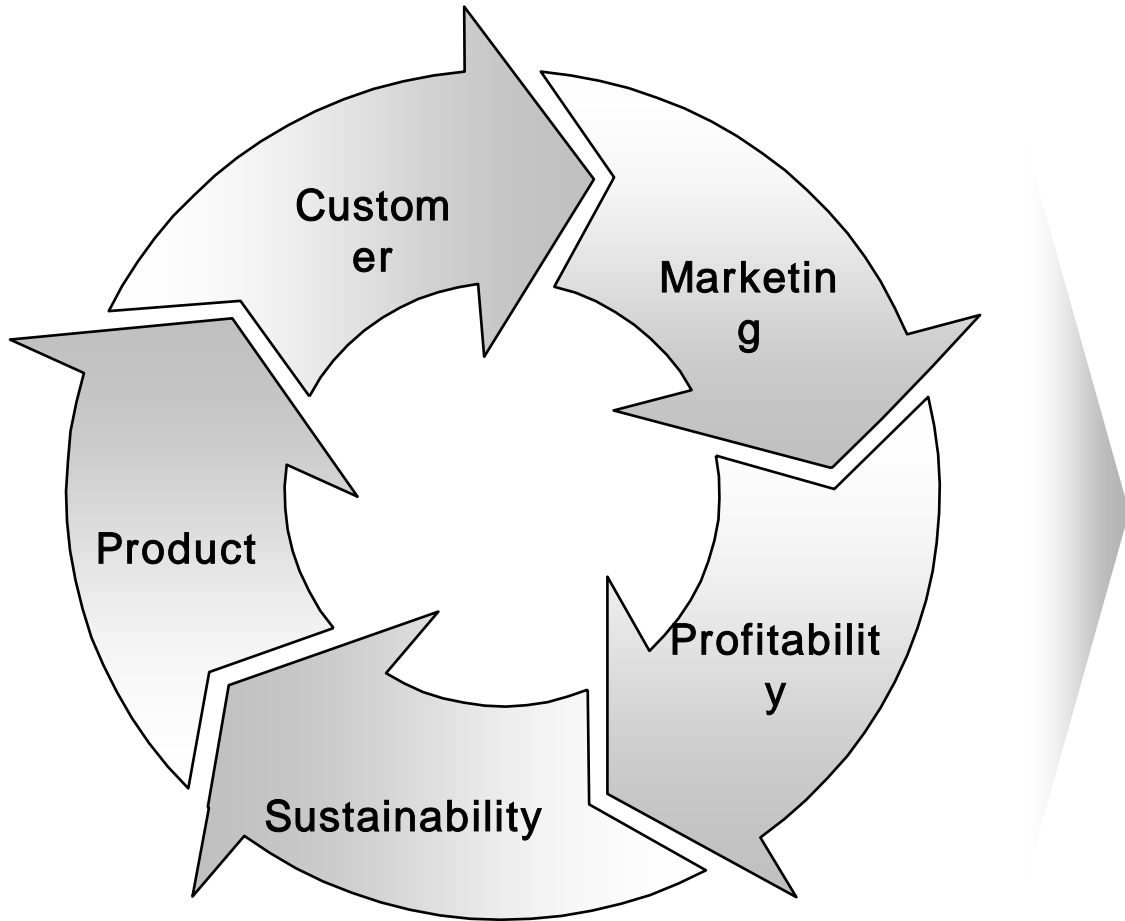 Custom
er
Marketin
g
Profitabilit
y
Sustainability
Product